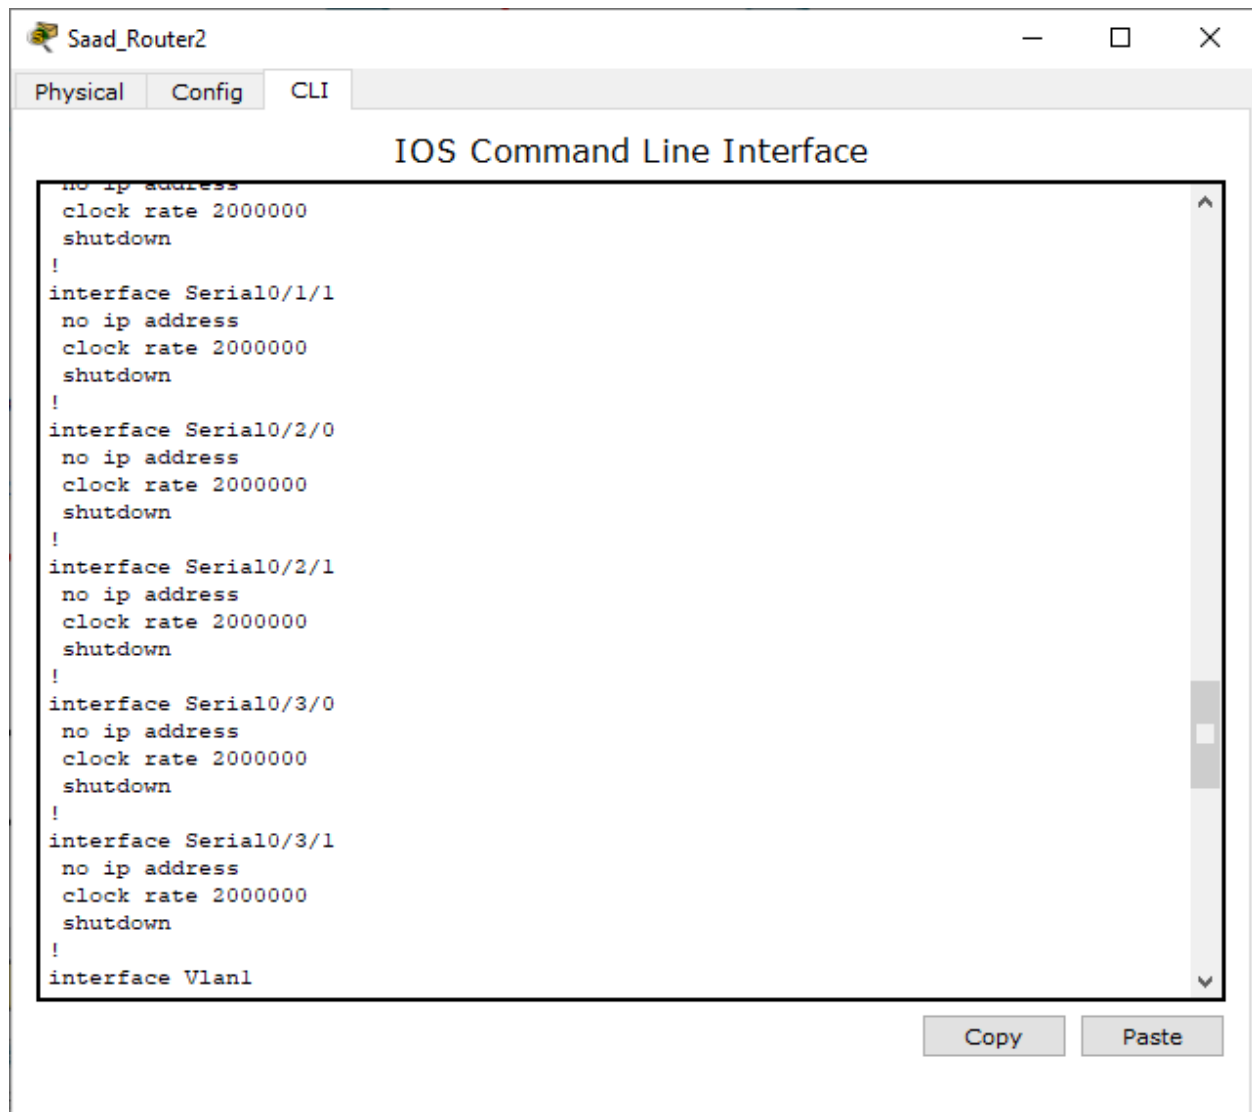 Saad_Router2
Physical Config CLI
IOS Command Line Interface
no ip address
clock rate 2000000
shutdown
!
interface Serial0/1/1
no ip address
clock rate 2000000
shutdown
!
interface Serial0/2/0
no ip address
clock rate 2000000
shutdown
!
interface Serial0/2/1
no ip address
clock rate 2000000
shutdown
!
interface Serial0/3/0
no ip address
clock rate 2000000
shutdown
!
interface Serial0/3/1
no ip address
clock rate 2000000
shutdown
!
interface Vlan1
Copy Paste